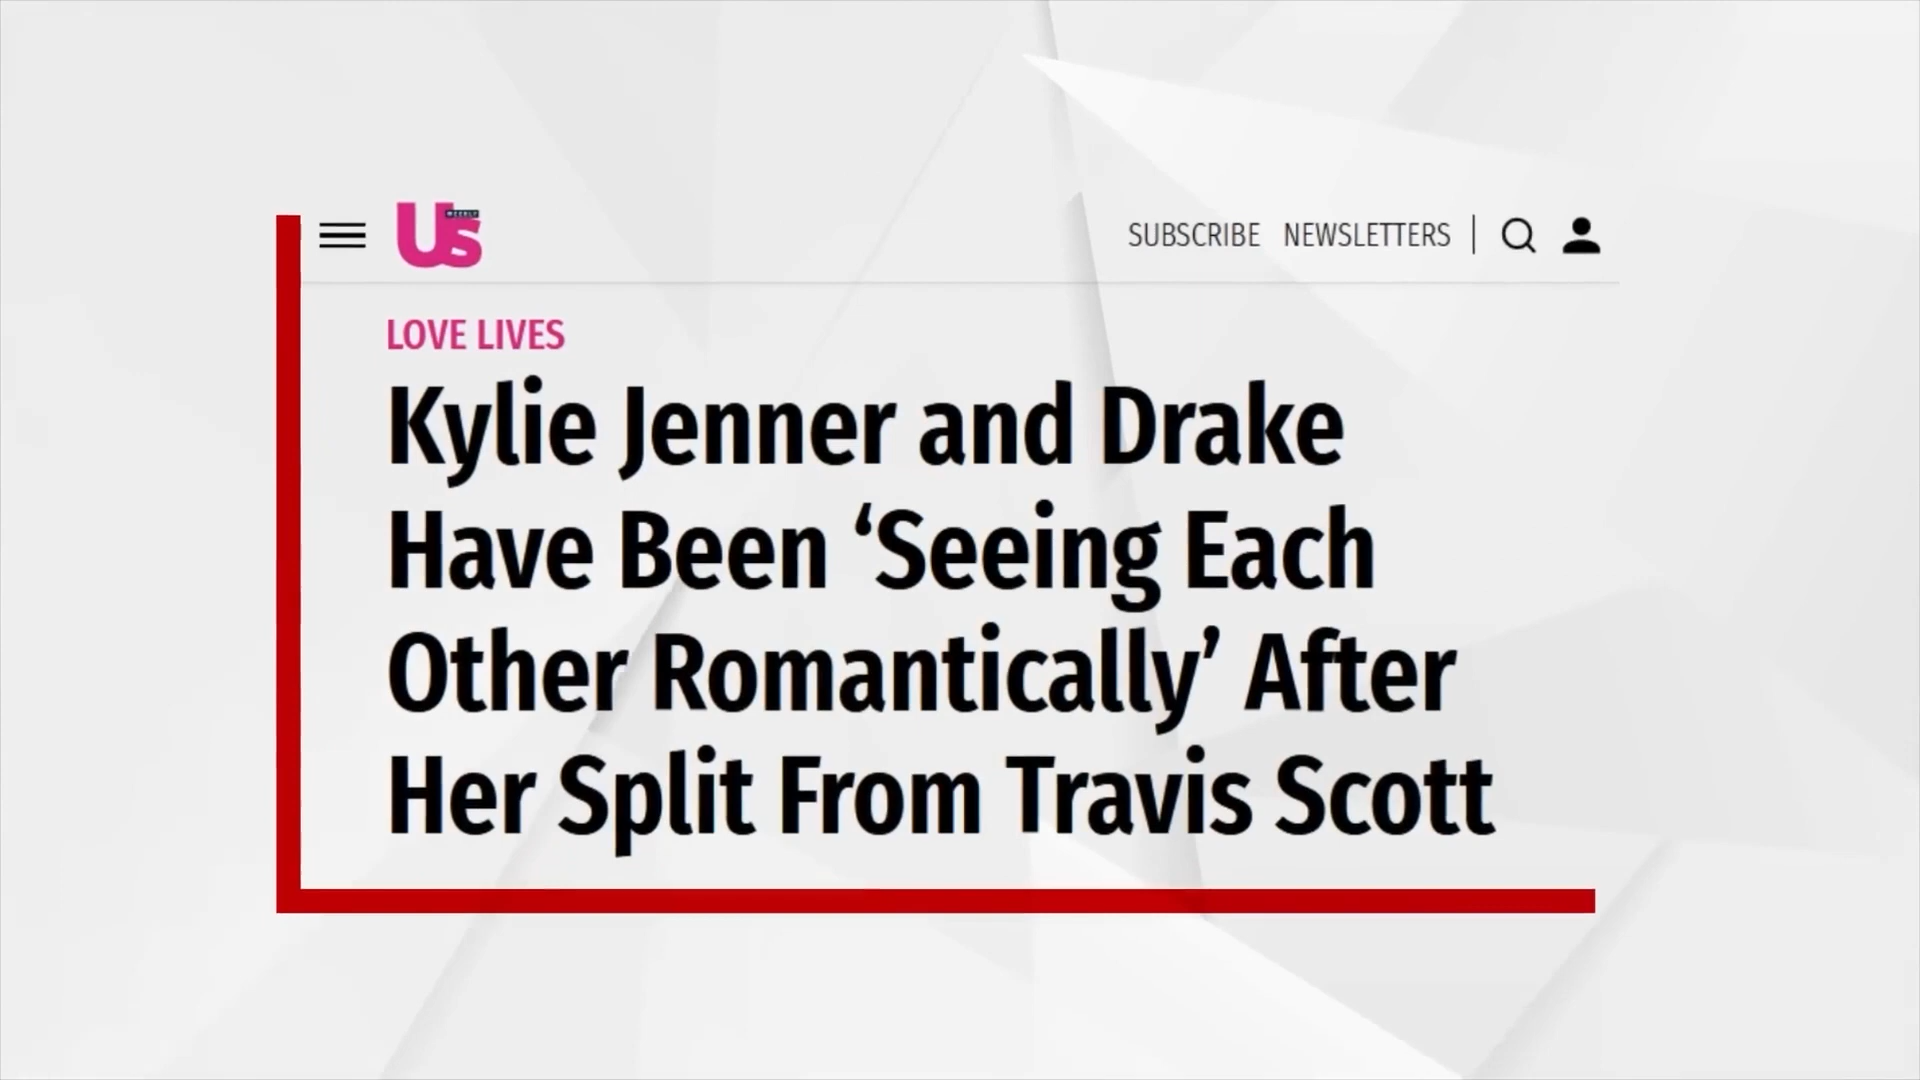 Us WEEKLY
SUBSCRIBE NEWSLETTERS
LOVE LIVES
Kylie Jenner and Drake
Have Been ‘Seeing Each
Other Romantically’ After
Her Split From Travis Scott